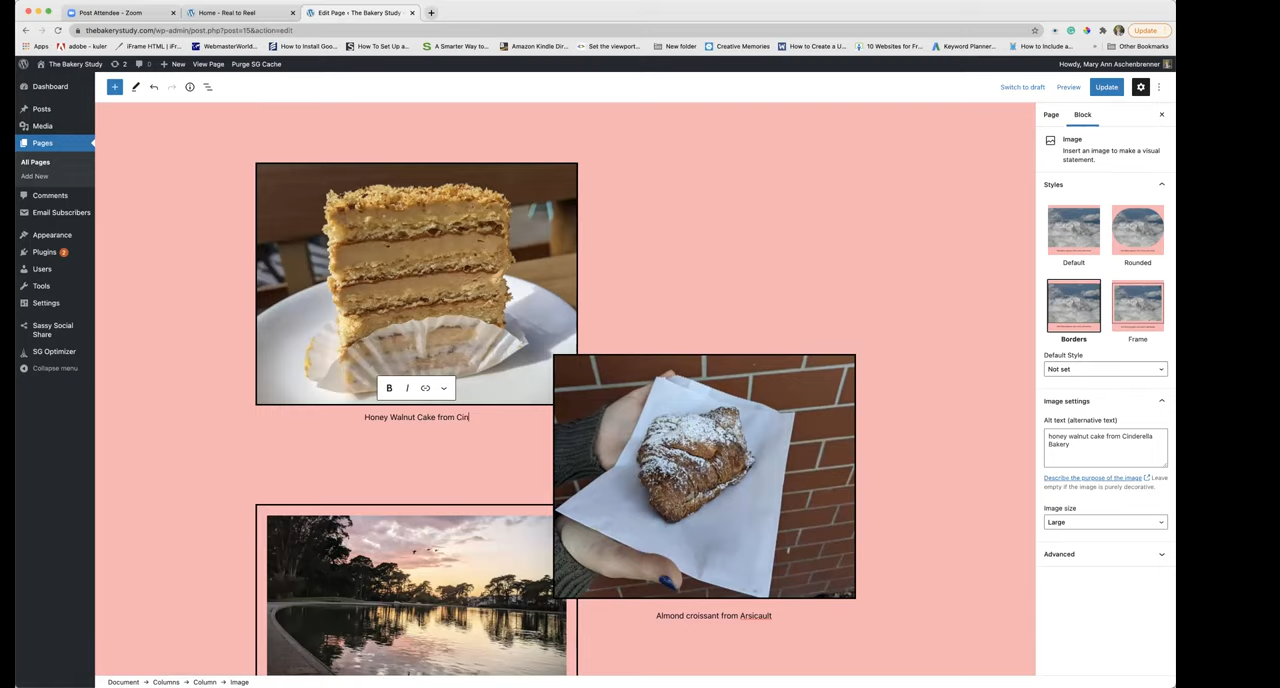 Post Attendee - Zoom
Home - Real to Reel
Edit Page < The Bakery Study
thebakerystudy.com/wp-admin/post.php?post=15&action=edit
Update
Apps
adobe - kuler
iFrame HTML | iFr...
WebmasterWorld...
How to Install Goo...
How To Set Up a...
A Smarter Way to...
Amazon Kindle Dir...
<> Set the viewport...
New folder
Creative Memories
How to Create a U...
10 Websites for Fr...
Keyword Planner...
How to Include a...
Other Bookmarks
The Bakery Study
2
0
New
View Page
Purge SG Cache
Howdy, Mary Ann Aschenbrenner
Dashboard
Posts
Media
Pages
All Pages
Add New
Comments
Email Subscribers
Appearance
Plugins 2
Users
Tools
Settings
Sassy Social
Share
SG Optimizer
Collapse menu
Switch to draft
Preview
Update
B I
Honey Walnut Cake from Cin
Almond croissant from Arsicault
Page
Block
Image
Insert an image to make a visual
statement.
Styles
Default
Rounded
Borders
Frame
Default Style
Not set
Image settings
Alt text (alternative text)
honey walnut cake from Cinderella
Bakery
Describe the purpose of the image Leave
empty if the image is purely decorative.
Image size
Large
Advanced
Document → Columns → Column → Image